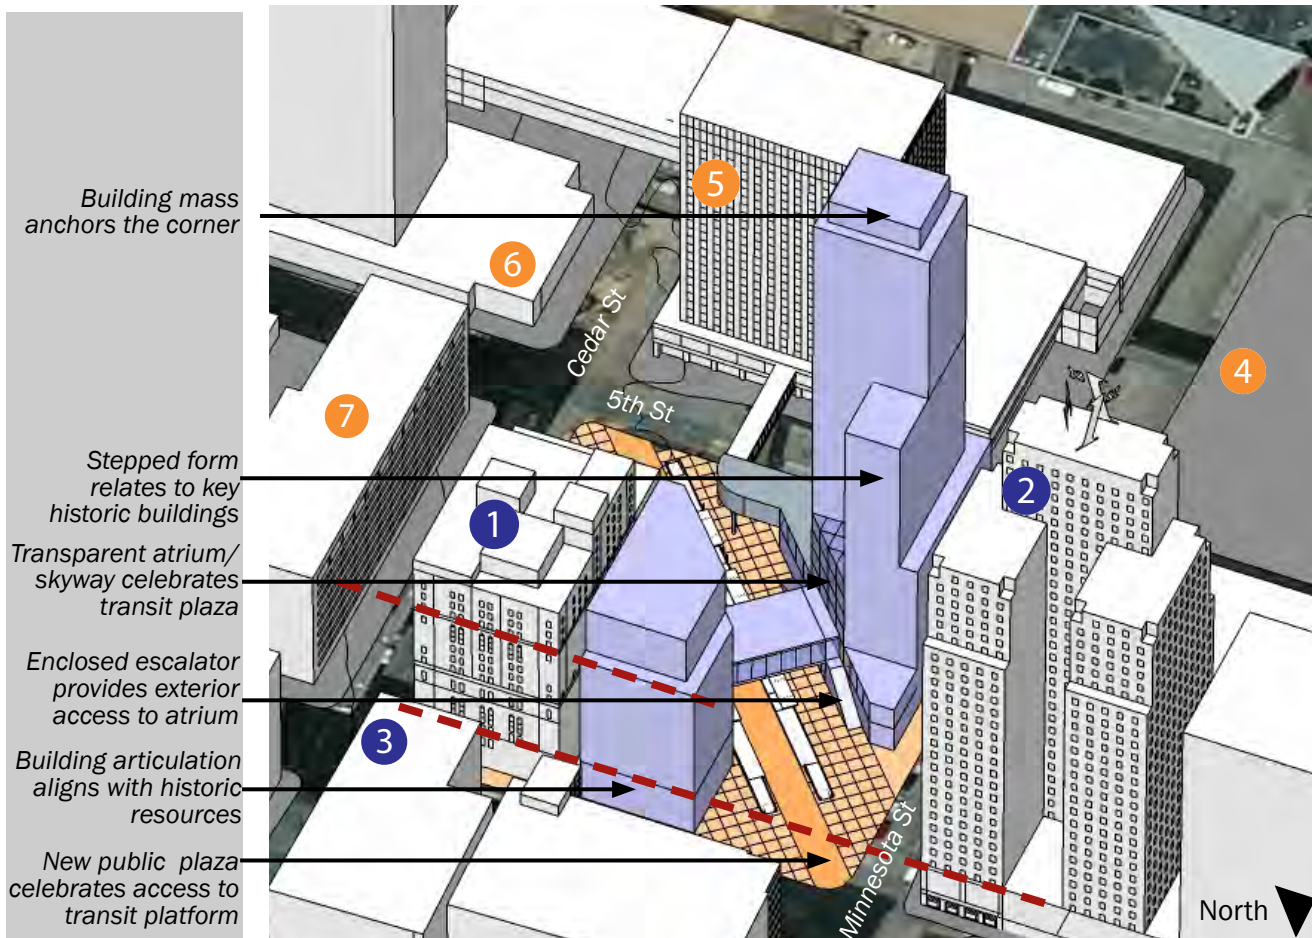 Building mass
anchors the corner
Stepped form
relates to key
historic buildings
Transparent atrium/
skyway celebrates
transit plaza
Enclosed escalator
provides exterior
access to atrium
Building articulation
aligns with historic
resources
New public plaza
celebrates access to
transit platform
5
6
Cedar St
4
7
5th St
1
2
3
Minnesota St
North